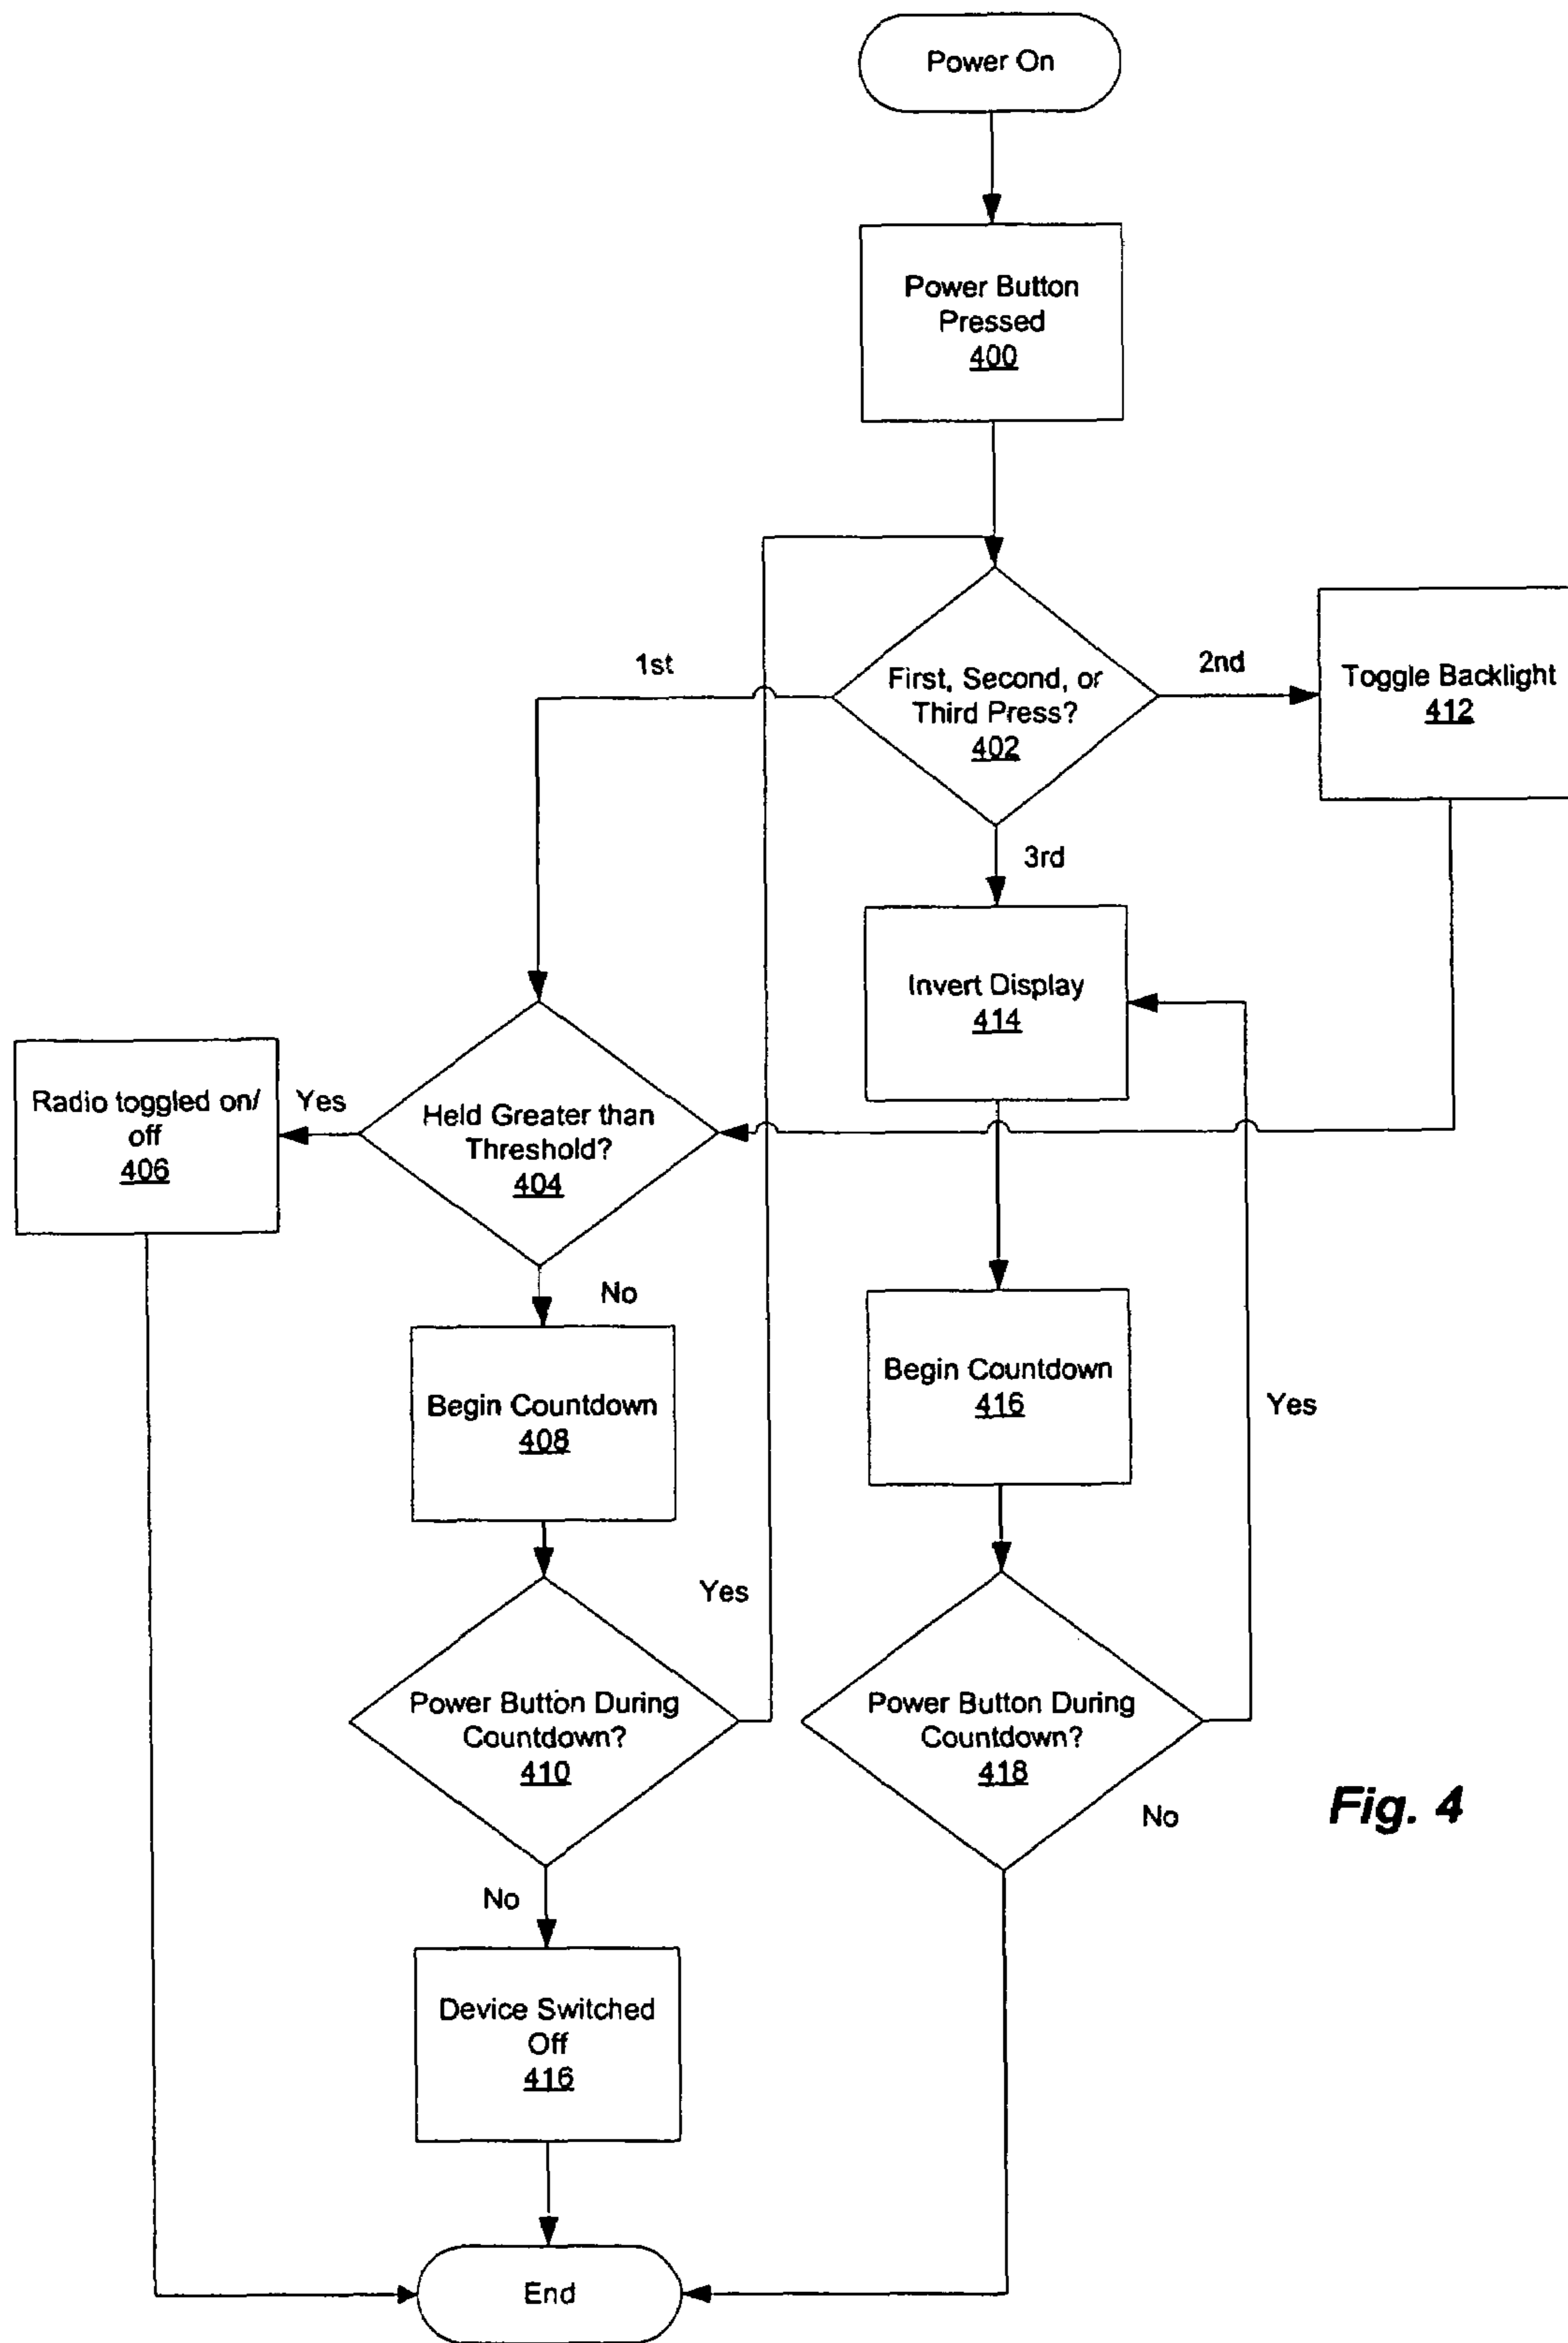 Power On
Power Button
Pressed
400
1st
First, Second, or
Third Press?
402
2nd
Toggle Backlight
412
3rd
Invert Display
414
Radio toggled on/
off
406
Yes
Held Greater than
Threshold?
404
No
Begin Countdown
408
Begin Countdown
416
Yes
Yes
Power Button During
Countdown?
410
Power Button During
Countdown?
418
No
No
Fig. 4
Device Switched
Off
416
End